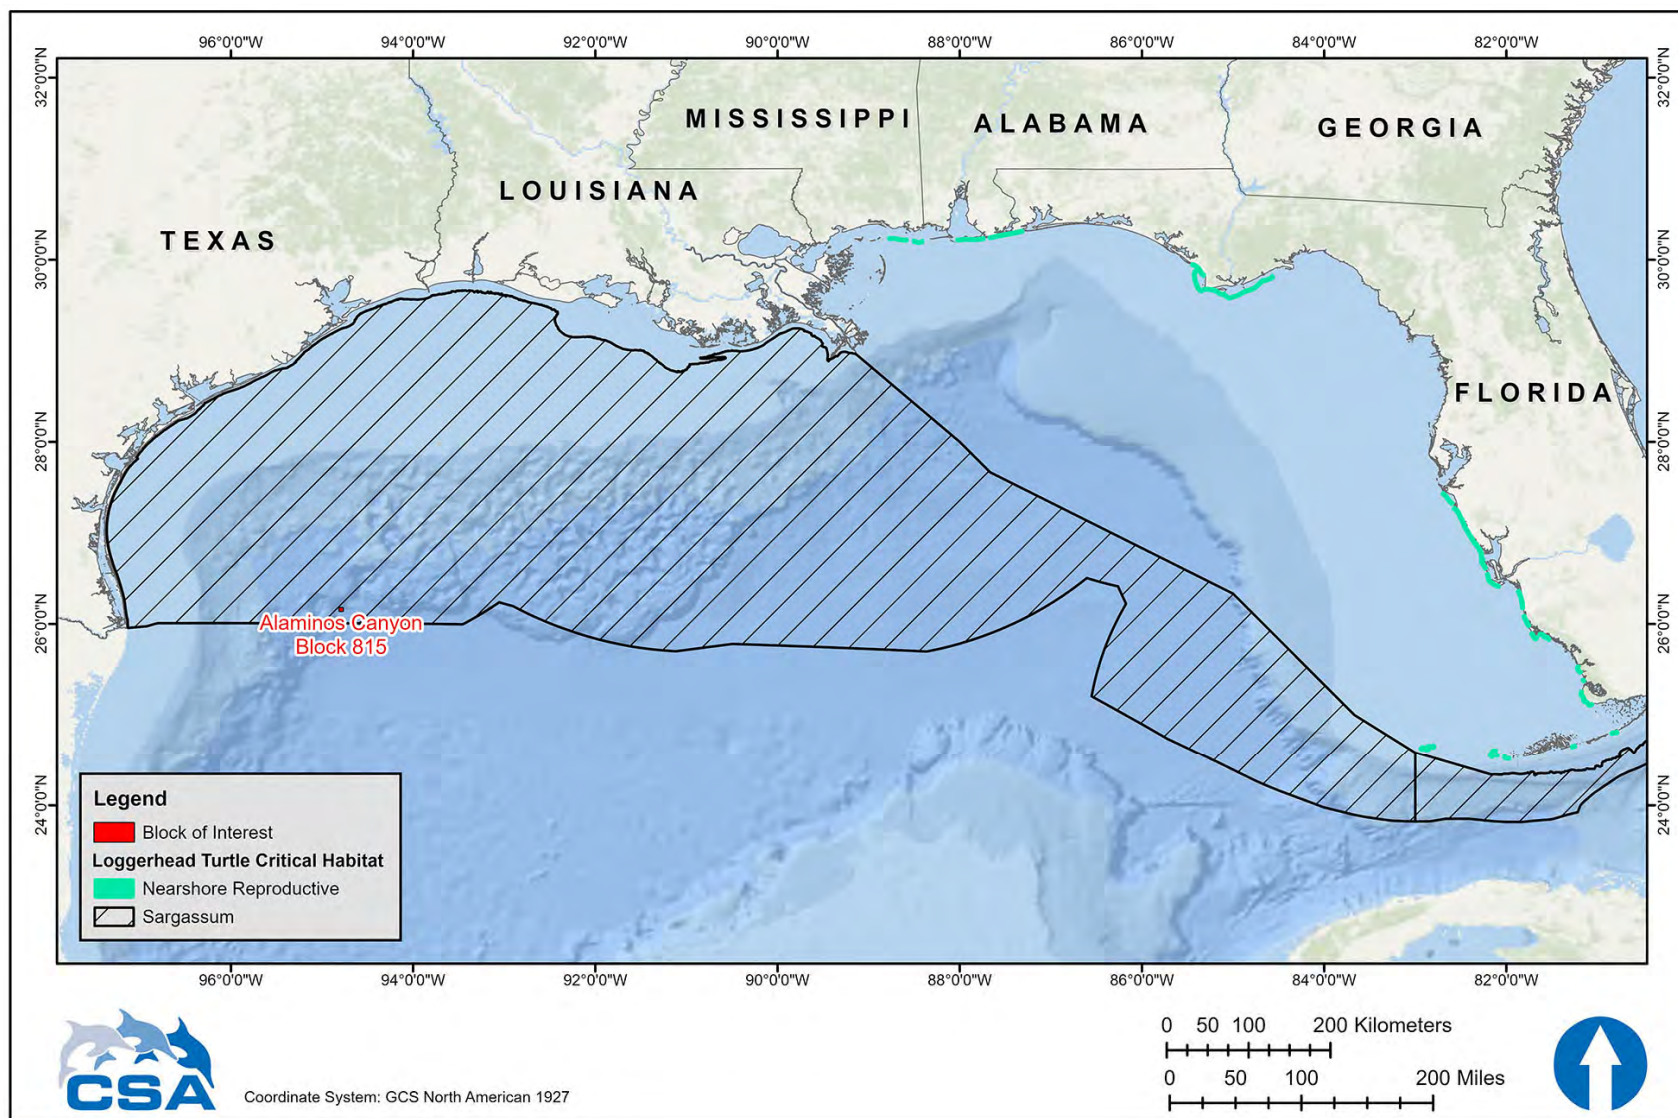 96°0'0"W 94°0'0"W 92°0'0"W 90°0'0"W 88°0'0"W 86°0'0"W 84°0'0"W 82°0'0"W
32°0'0"N
32°0'0"N
MISSISSIPPI
ALABAMA
GEORGIA
LOUISIANA
TEXAS
30°0'0"N
30°0'0"N
FLORIDA
28°0'0"N
28°0'0"N
26°0'0"N
26°0'0"N
Alaminos Canyon
Block 815
24°0'0"N
24°0'0"N
Legend
Block of Interest
Loggerhead Turtle Critical Habitat
Nearshore Reproductive
Sargassum
96°0'0"W 94°0'0"W 92°0'0"W 90°0'0"W 88°0'0"W 86°0'0"W 84°0'0"W 82°0'0"W
CSA
Coordinate System: GCS North American 1927
0 50 100 200 Kilometers
0 50 100 200 Miles